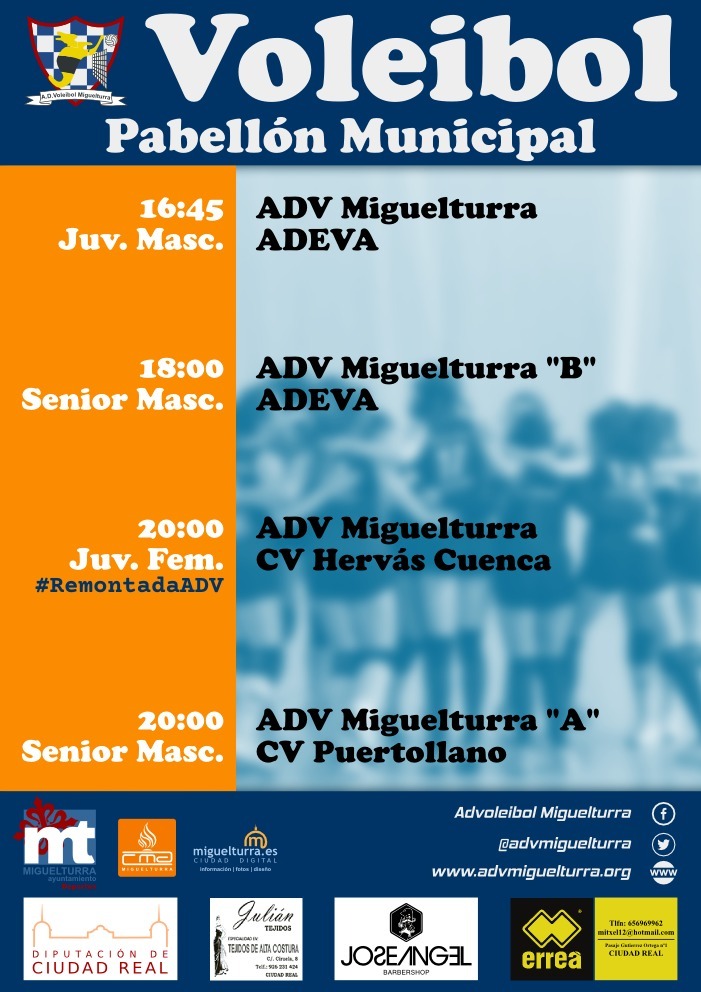 A.D. Voleibol Miguelturra
Voleibol
Pabellón Municipal
16:45
Juv. Masc.
ADV Miguelturra
ADEVA
18:00
Senior Masc.
ADV Miguelturra "B"
ADEVA
20:00
Juv. Fem.
#RemontadaADV
ADV Miguelturra
CV Hervás Cuenca
20:00
Senior Masc.
ADV Miguelturra "A"
CV Puertollano
mt
MIGUELTURRA
ayuntamiento
cma
MIGUELTURRA
miguelturra.es
CIUDAD DIGITAL
información | fotos | diseño
Advoleibol Miguelturra
@advmiguelturra
www.advmiguelturra.org
www
DIPUTACIÓN DE
CIUDAD REAL
Julián
TEJIDOS
ESPECIALIDAD EN
TEJIDOS DE ALTA COSTURA
C/. Ciruela, 8
Telf.: 926 231 424
CIUDAD REAL
JOSEANGEL
BARBERSHOP
errea
Tlfn: 656969962
mitxel12@hotmail.com
Pasaje Gutierrez Ortega nº1
CIUDAD REAL